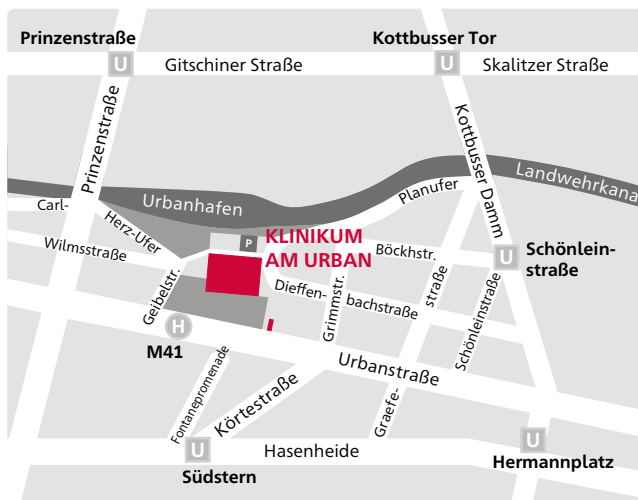 Prinzenstraße
Kottbusser Tor
U
U
Gitschiner Straße
Skalitzer Straße
Prinzenstraße
Kottbusser Damm
Landwehrkana
Planufer
Urbanhafen
Carl-
Herz-Ufer
P
KLINIKUM
AM URBAN
Wilmsstraße
Böckhstr.
U
Schönlein-
straße
Geibelstr.
Dieffen-
bachstraße
Grimmstr.
straße
Schönleinstraße
H
M41
Urbanstraße
Fontanepromenade
Körtestraße
Graefe-
U
Hasenheide
U
Südstern
Hermannplatz